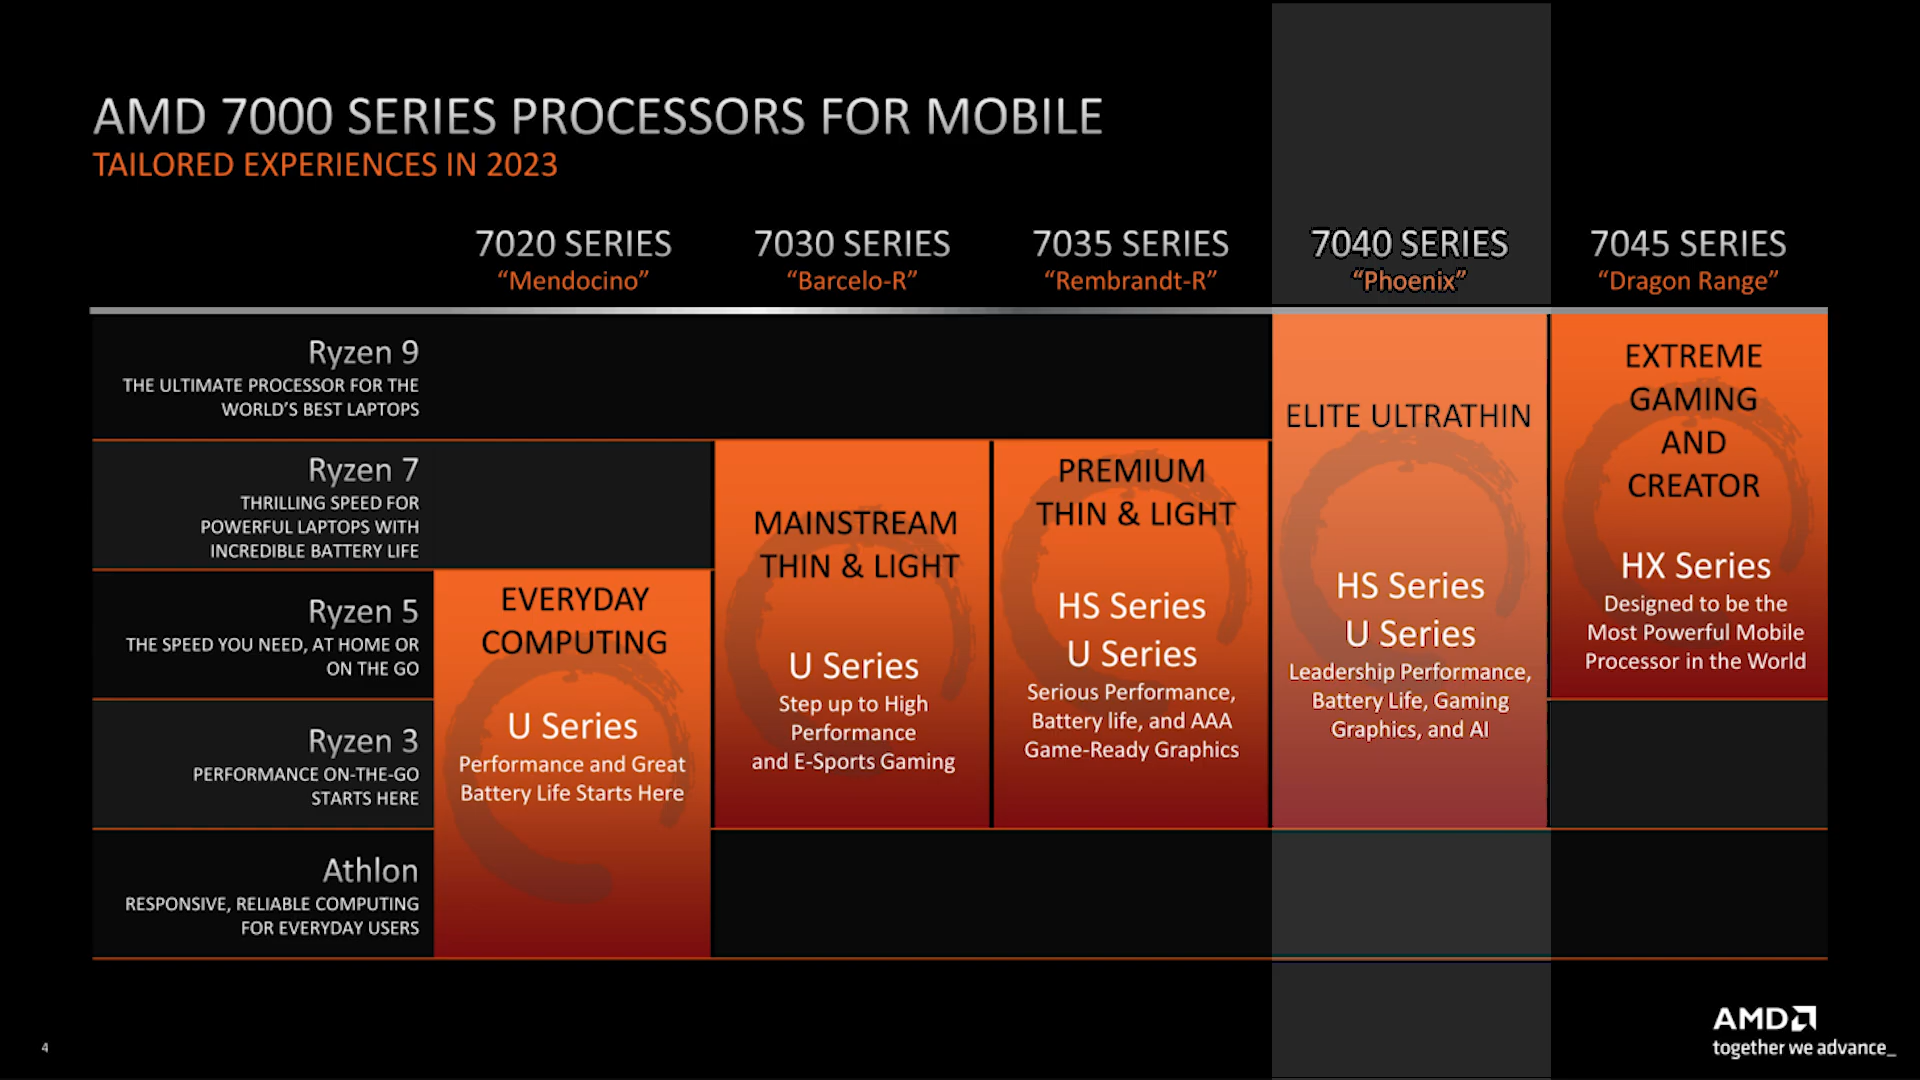 AMD 7000 SERIES PROCESSORS FOR MOBILE
TAILORED EXPERIENCES IN 2023
7020 SERIES
“Mendocino”
7030 SERIES
“Barcelo-R”
7035 SERIES
“Rembrandt-R”
7040 SERIES
“Phoenix”
7045 SERIES
“Dragon Range”
Ryzen 9
THE ULTIMATE PROCESSOR FOR THE
WORLD’S BEST LAPTOPS
Ryzen 7
THRILLING SPEED FOR
POWERFUL LAPTOPS WITH
INCREDIBLE BATTERY LIFE
Ryzen 5
THE SPEED YOU NEED, AT HOME OR
ON THE GO
Ryzen 3
PERFORMANCE ON-THE-GO
STARTS HERE
Athlon
RESPONSIVE, RELIABLE COMPUTING
FOR EVERYDAY USERS
EVERYDAY
COMPUTING
U Series
Performance and Great
Battery Life Starts Here
MAINSTREAM
THIN & LIGHT
U Series
Step up to High
Performance
and E-Sports Gaming
PREMIUM
THIN & LIGHT
HS Series
U Series
Serious Performance,
Battery life, and AAA
Game-Ready Graphics
ELITE ULTRATHIN
HS Series
U Series
Leadership Performance,
Battery Life, Gaming
Graphics, and AI
EXTREME
GAMING
AND
CREATOR
HX Series
Designed to be the
Most Powerful Mobile
Processor in the World
4
AMD
together we advance_